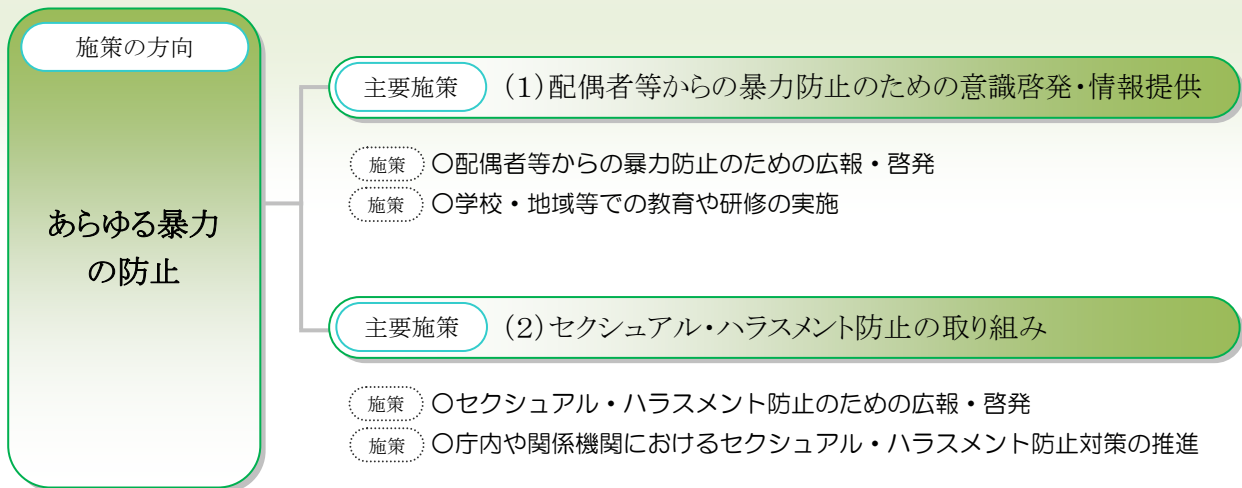 施策の方向
あらゆる暴力
の防止
主要施策 (1)配偶者等からの暴力防止のための意識啓発・情報提供
施策 〇配偶者等からの暴力防止のための広報・啓発
施策 〇学校・地域等での教育や研修の実施
主要施策 (2)セクシュアル・ハラスメント防止の取り組み
施策 〇セクシュアル・ハラスメント防止のための広報・啓発
施策 〇庁内や関係機関におけるセクシュアル・ハラスメント防止対策の推進